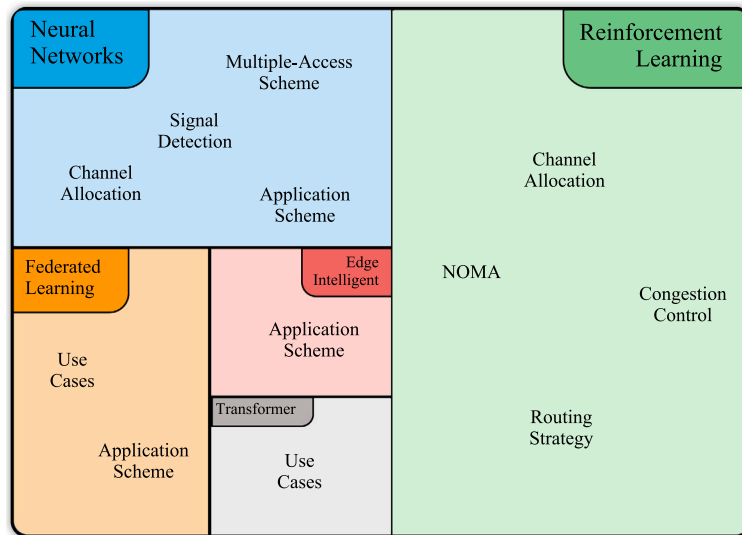 Neural
Networks
Multiple-Access
Scheme
Signal
Detection
Channel
Allocation
Application
Scheme
Reinforcement
Learning
Channel
Allocation
NOMA
Congestion
Control
Routing
Strategy
Federated
Learning
Use
Cases
Application
Scheme
Edge
Intelligent
Application
Scheme
Transformer
Use
Cases